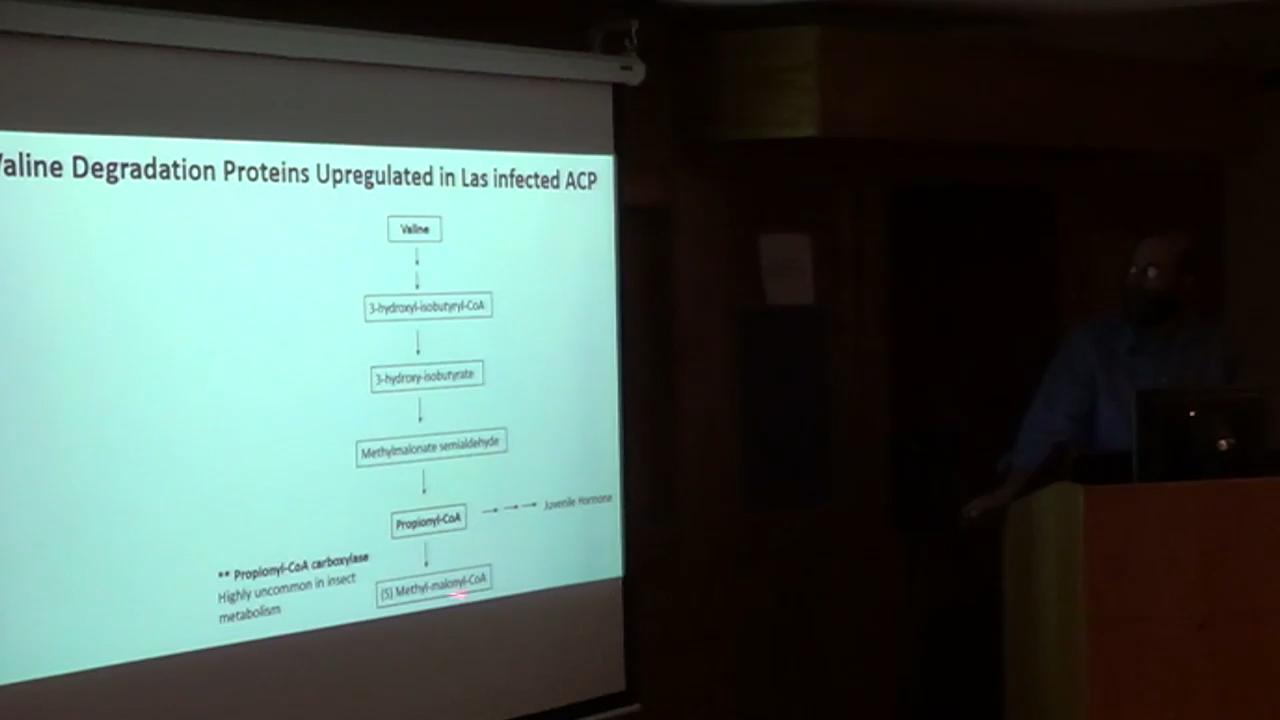 Valine Degradation Proteins Upregulated in Las infected ACP
Valine
3-hydroxyl-isobutyryl-CoA
3-hydroxy-isobutyrate
Methylmalonate semialdehyde
Propionyl-CoA
Juvenile Hormone
** Propionyl-CoA carboxylase
Highly uncommon in insect
metabolism
(S) Methyl-malonyl-CoA